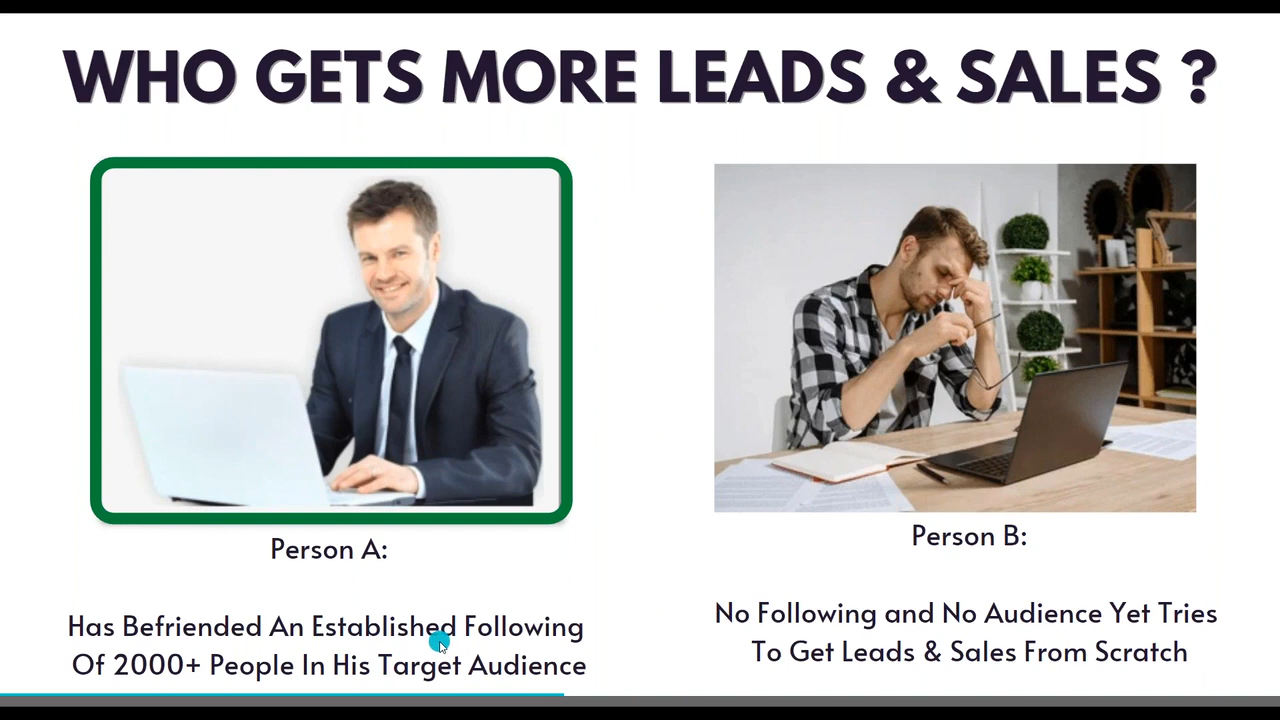 WHO GETS MORE LEADS & SALES ?
Person A:
Has Befriended An Established Following
Of 2000+ People In His Target Audience
Person B:
No Following and No Audience Yet Tries
To Get Leads & Sales From Scratch